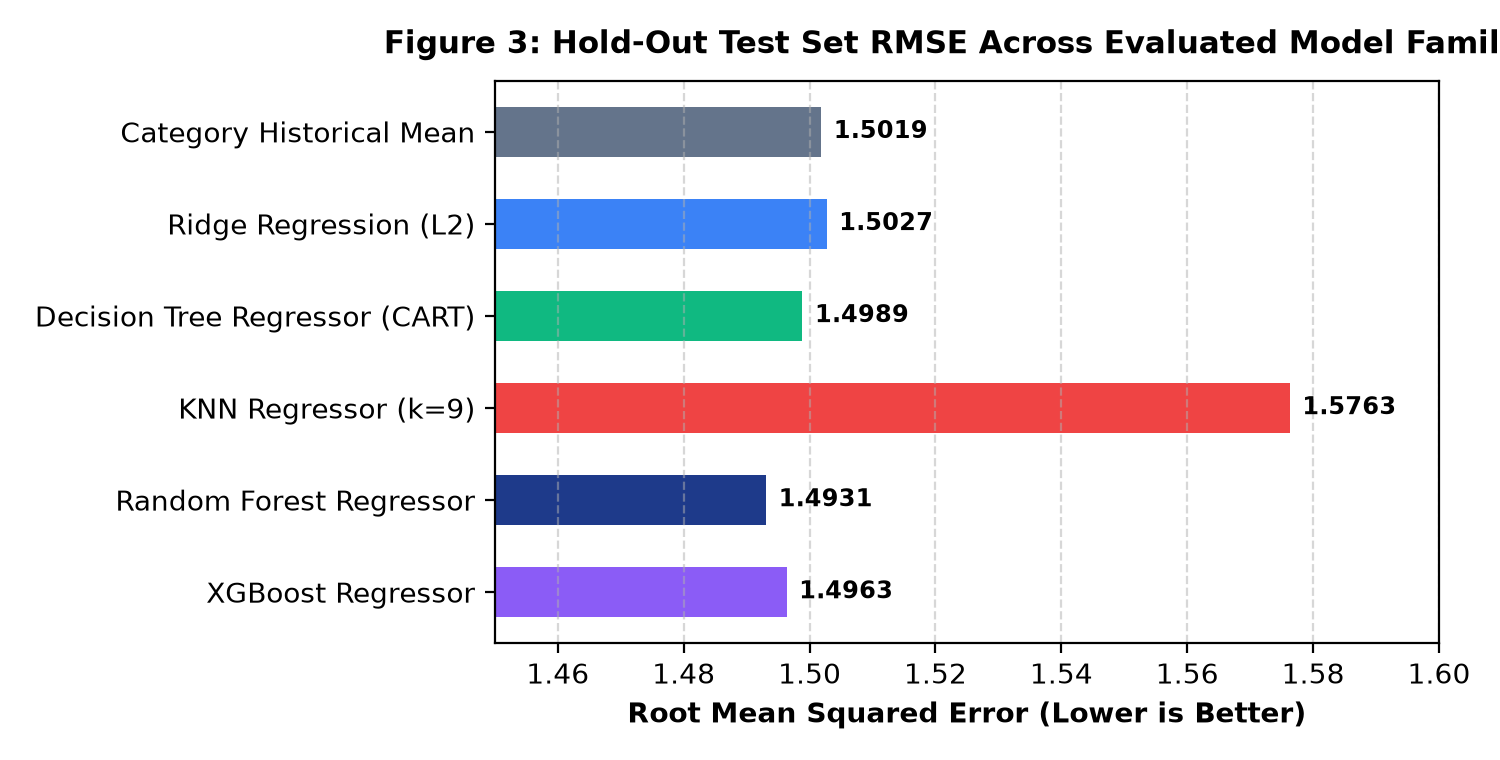 Figure 3: Hold-Out Test Set RMSE Across Evaluated Model Famil
Category Historical Mean
1.5019
Ridge Regression (L2)
1.5027
Decision Tree Regressor (CART)
1.4989
KNN Regressor (k=9)
1.5763
Random Forest Regressor
1.4931
XGBoost Regressor
1.4963
1.46 1.48 1.50 1.52 1.54 1.56 1.58 1.60
Root Mean Squared Error (Lower is Better)